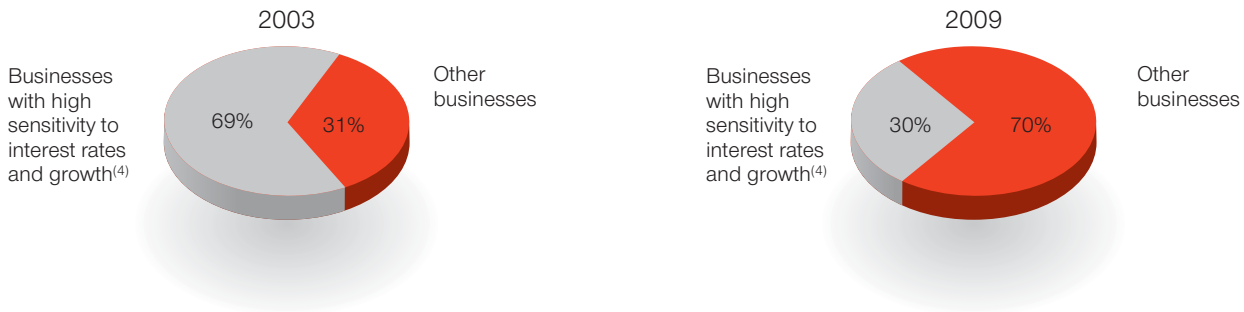 2003
Businesses
with high
sensitivity to
interest rates
and growth(4)
69%
31%
Other
businesses
2009
Businesses
with high
sensitivity to
interest rates
and growth(4)
30%
70%
Other
businesses